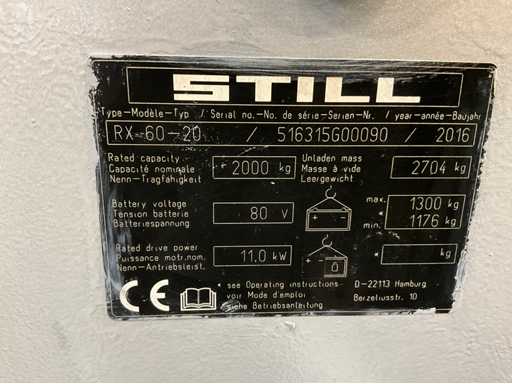 STILL
Type-Modèle-Typ / Serial no.-No. de série-Serien-Nr. / year-année-Baujahr
RX-60-20 / 516315G00090 / 2016
Rated capacity
Capacité nominale
Nenn-Tragfähigkeit
* 2000 kg
Unladen mass
Masse à vide
Leergewicht
2704 kg
Battery voltage
Tension batterie
Batteriespannung
80 V
max. 1300 kg
* min. 1176 kg
Rated drive power
Puissance motr.nom.
Nenn-Antriebsleist.
11.0 kW
* kg
CE
* see Operating instructions
voir Mode d'emploi
siehe Betriebsanleitung
D-22113 Hamburg
Berzeliusstr. 10